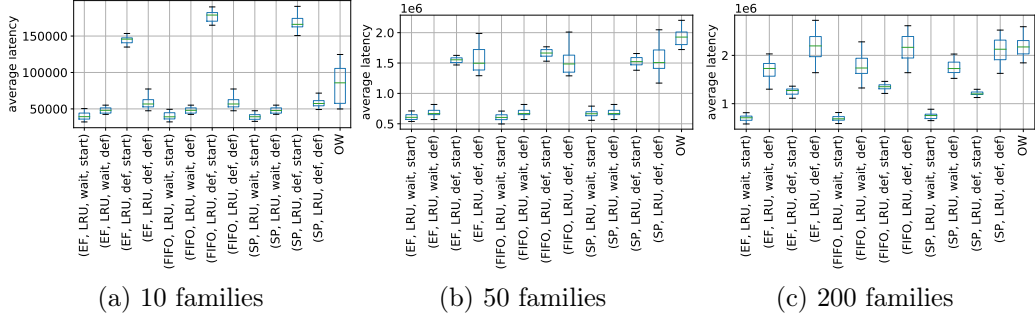 average latency
150000
100000
50000
(EF, LRU, wait, start)
(EF, LRU, wait, def)
(EF, LRU, def, start)
(EF, LRU, def, def)
(FIFO, LRU, wait, start)
(FIFO, LRU, wait, def)
(FIFO, LRU, def, start)
(FIFO, LRU, def, def)
(SP, LRU, wait, start)
(SP, LRU, wait, def)
(SP, LRU, def, start)
(SP, LRU, def, def)
OW
(a) 10 families
1e6
average latency
2.0
1.5
1.0
0.5
(EF, LRU, wait, start)
(EF, LRU, wait, def)
(EF, LRU, def, start)
(EF, LRU, def, def)
(FIFO, LRU, wait, start)
(FIFO, LRU, wait, def)
(FIFO, LRU, def, start)
(FIFO, LRU, def, def)
(SP, LRU, wait, start)
(SP, LRU, wait, def)
(SP, LRU, def, start)
(SP, LRU, def, def)
OW
(b) 50 families
1e6
average latency
2
1
(EF, LRU, wait, start)
(EF, LRU, wait, def)
(EF, LRU, def, start)
(EF, LRU, def, def)
(FIFO, LRU, wait, start)
(FIFO, LRU, wait, def)
(FIFO, LRU, def, start)
(FIFO, LRU, def, def)
(SP, LRU, wait, start)
(SP, LRU, wait, def)
(SP, LRU, def, start)
(SP, LRU, def, def)
OW
(c) 200 families